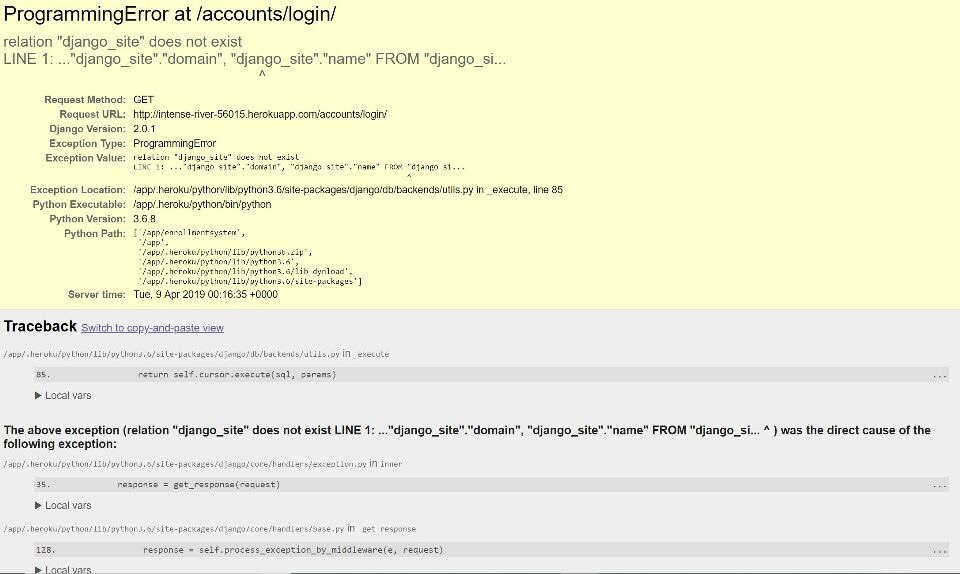 ProgrammingError at /accounts/login/
relation "django_site" does not exist
LINE 1: ..."django_site"."domain", "django_site"."name" FROM "django_si...
^
Request Method: GET
Request URL: http://intense-river-56015.herokuapp.com/accounts/login/
Django Version: 2.0.1
Exception Type: ProgrammingError
Exception Value: relation "django_site" does not exist
LINE 1: ..."django_site"."domain", "django_site"."name" FROM "django_si...
^
Exception Location: /app/.heroku/python/lib/python3.6/site-packages/django/db/backends/utils.py in _execute, line 85
Python Executable: /app/.heroku/python/bin/python
Python Version: 3.6.8
Python Path: ['/app/enrollmentsystem',
'/app',
'/app/.heroku/python/lib/python36.zip',
'/app/.heroku/python/lib/python3.6',
'/app/.heroku/python/lib/python3.6/lib-dynload',
'/app/.heroku/python/lib/python3.6/site-packages']
Server time: Tue, 9 Apr 2019 00:16:35 +0000
Traceback Switch to copy-and-paste view
/app/.heroku/python/lib/python3.6/site-packages/django/db/backends/utils.py in _execute
85. return self.cursor.execute(sql, params) ...
▶ Local vars
The above exception (relation "django_site" does not exist LINE 1: ..."django_site"."domain", "django_site"."name" FROM "django_si... ^ ) was the direct cause of the
following exception:
/app/.heroku/python/lib/python3.6/site-packages/django/core/handlers/exception.py in inner
35. response = get_response(request) ...
▶ Local vars
/app/.heroku/python/lib/python3.6/site-packages/django/core/handlers/base.py in _get_response
128. response = self.process_exception_by_middleware(e, request) ...
▶ Local vars